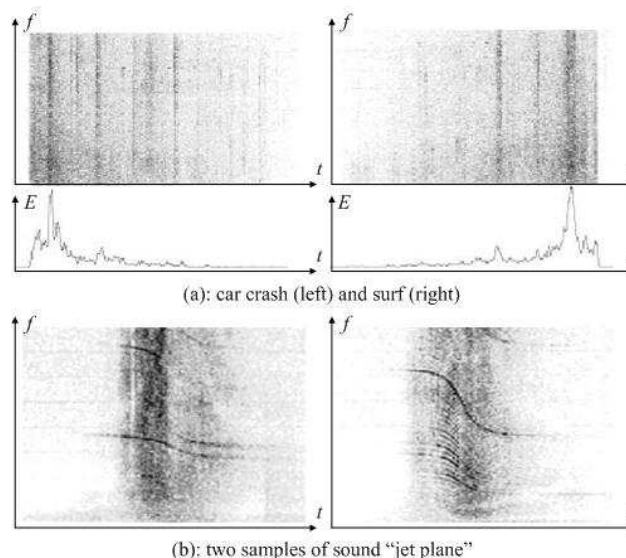 f
f
t
t
E
E
t
t
(a): car crash (left) and surf (right)
f
f
t
t
(b): two samples of sound “jet plane”